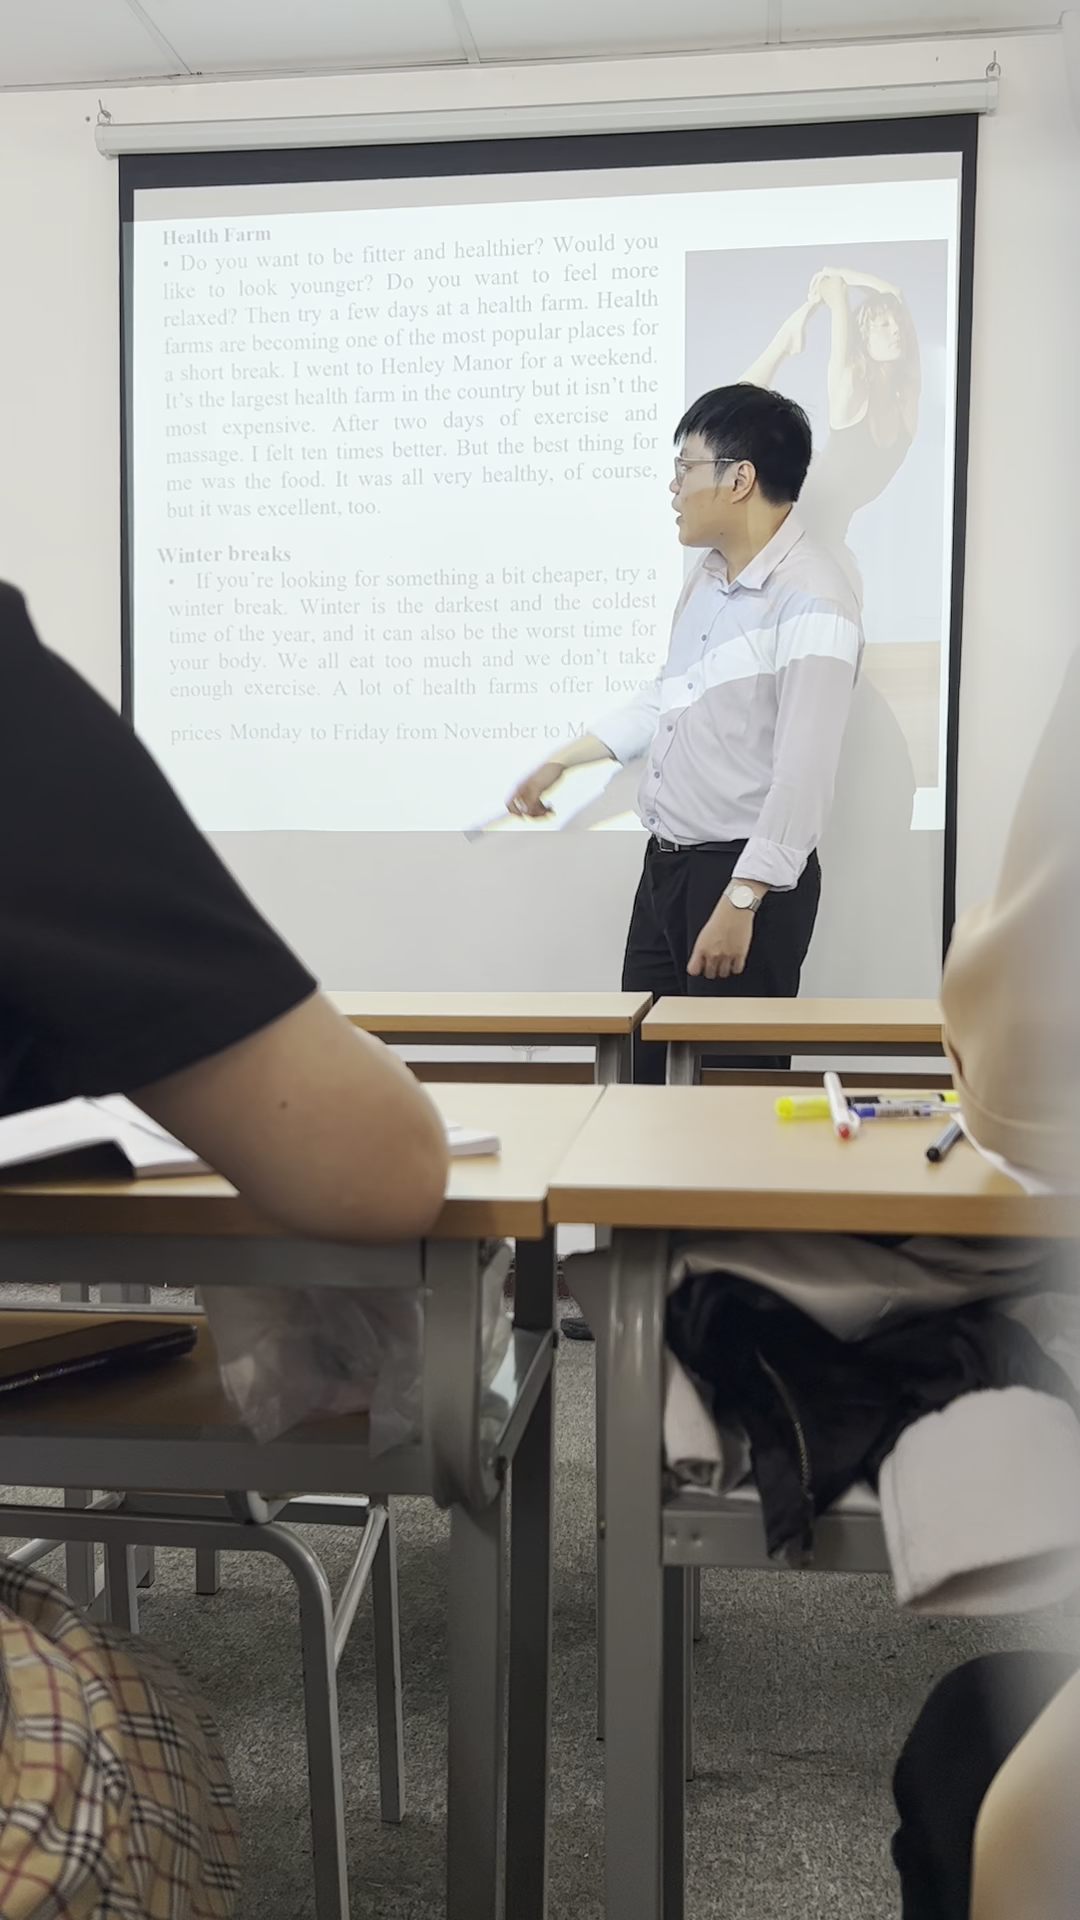 Health Farm
• Do you want to be fitter and healthier? Would you
like to look younger? Do you want to feel more
relaxed? Then try a few days at a health farm. Health
farms are becoming one of the most popular places for
a short break. I went to Henley Manor for a weekend.
It's the largest health farm in the country but it isn't the
most expensive. After two days of exercise and
massage. I felt ten times better. But the best thing for
me was the food. It was all very healthy, of course,
but it was excellent, too.
Winter breaks
• If you're looking for something a bit cheaper, try a
winter break. Winter is the darkest and the coldest
time of the year, and it can also be the worst time for
your body. We all eat too much and we don't take
enough exercise. A lot of health farms offer lower
prices Monday to Friday from November to